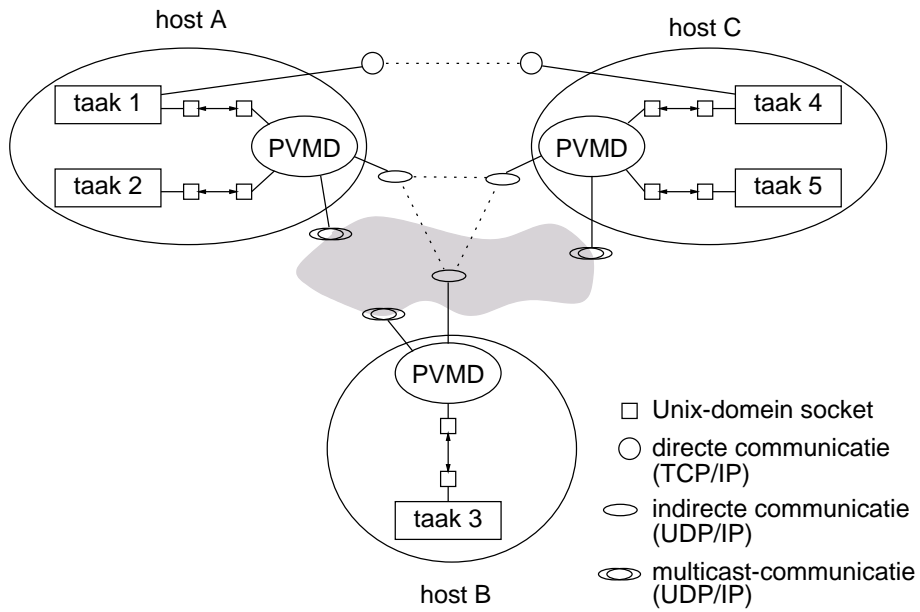 host A
host C
taak 1
taak 4
PVMD
PVMD
taak 2
taak 5
PVMD
taak 3
host B
Unix-domein socket
directe communicatie
(TCP/IP)
indirecte communicatie
(UDP/IP)
multicast-communicatie
(UDP/IP)